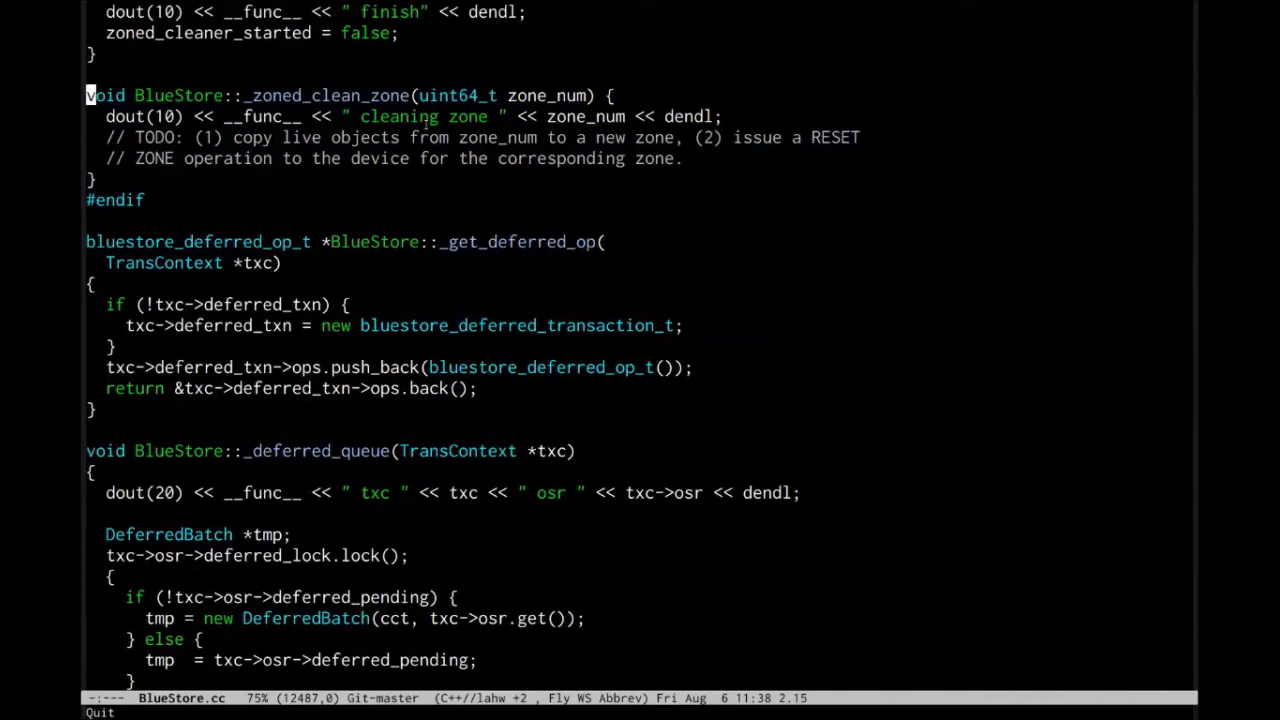 dout(10) << __func__ << " finish" << dendl;
  zoned_cleaner_started = false;
}
void BlueStore::_zoned_clean_zone(uint64_t zone_num) {
  dout(10) << __func__ << " cleaning zone " << zone_num << dendl;
  // TODO: (1) copy live objects from zone_num to a new zone, (2) issue a RESET
  // ZONE operation to the device for the corresponding zone.
}
#endif
bluestore_deferred_op_t *BlueStore::_get_deferred_op(
  TransContext *txc)
{
  if (!txc->deferred_txn) {
    txc->deferred_txn = new bluestore_deferred_transaction_t;
  }
  txc->deferred_txn->ops.push_back(bluestore_deferred_op_t());
  return &txc->deferred_txn->ops.back();
}
void BlueStore::_deferred_queue(TransContext *txc)
{
  dout(20) << __func__ << " txc " << txc << " osr " << txc->osr << dendl;
  DeferredBatch *tmp;
  txc->osr->deferred_lock.lock();
  {
    if (!txc->osr->deferred_pending) {
      tmp = new DeferredBatch(cct, txc->osr.get());
    } else {
      tmp  = txc->osr->deferred_pending;
    }
-:---  BlueStore.cc   75% (12487,0) Git-master  (C++//lahw +2 , Fly WS Abbrev) Fri Aug  6 11:38 2.15
Quit